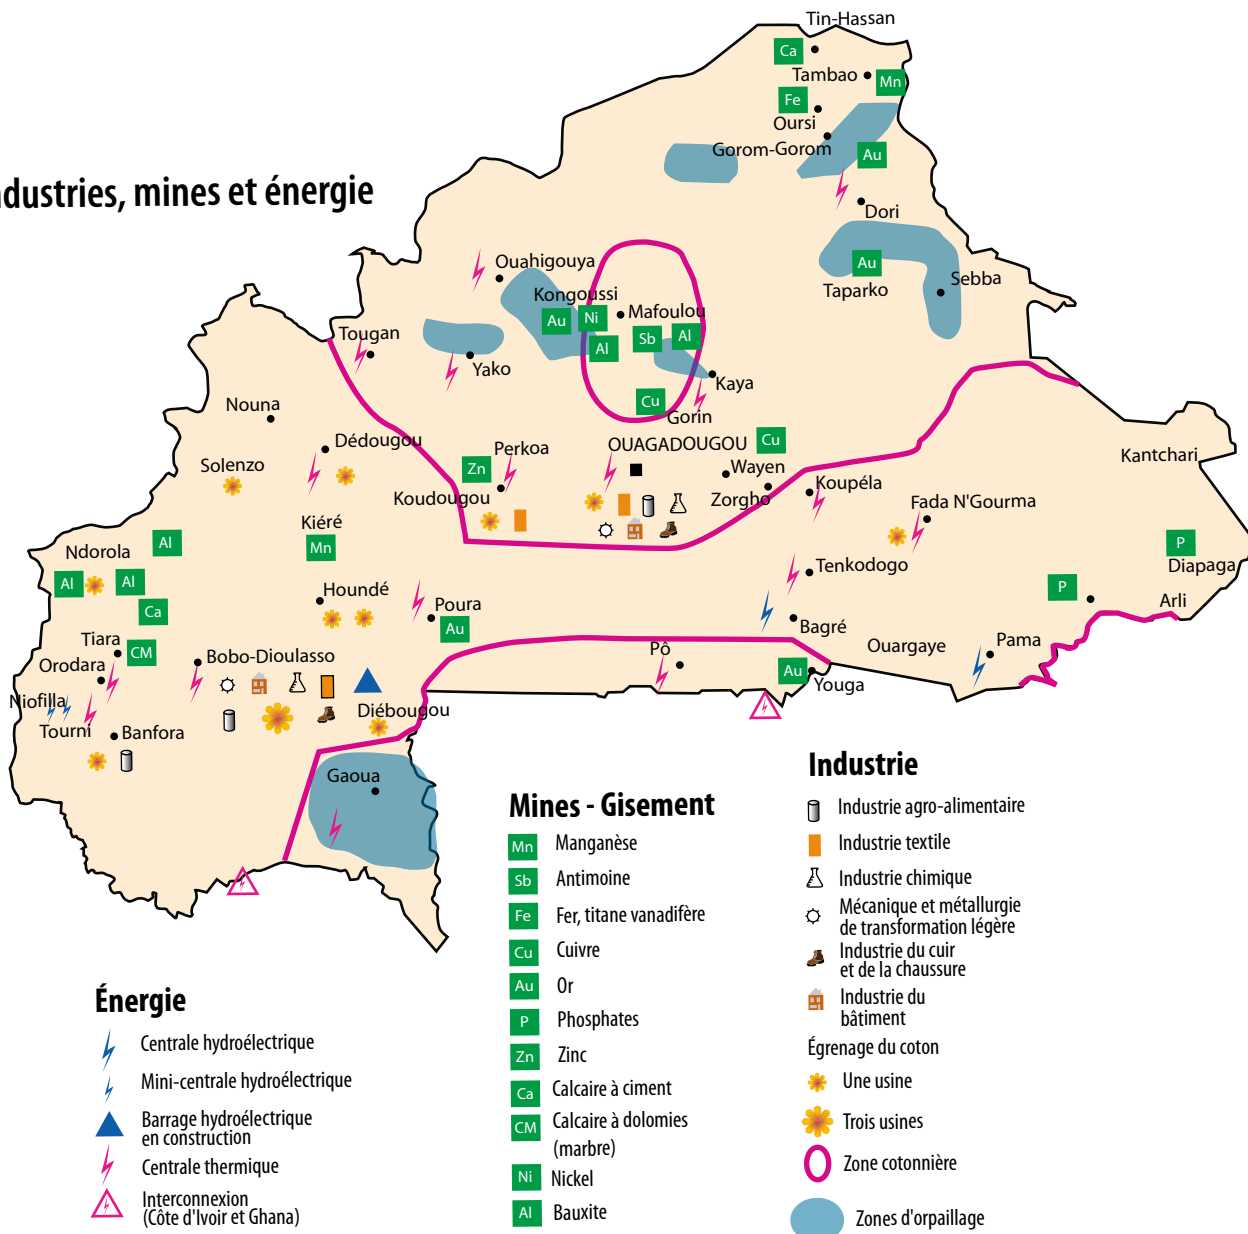 Tin-Hassan
Ca
Tambao
Mn
Fe
Oursi
Gorom-Gorom
Au
ndustries, mines et énergie
Dori
Ouahigouya
Au
Taparko
Sebba
Kongoussi
Au
Ni
Mafoulou
Al
Sb
Al
Tougan
Yako
Kaya
Cu
Gorin
Nouna
Dédougou
Perkoa
OUAGADOUGOU
Cu
Kantchari
Solenzo
Zn
Wayen
Koudougou
Zorgho
Koupéla
Fada N'Gourma
Kiéré
Mn
Al
Ndorola
P
Diapaga
Al
Al
Tenkodogo
P
Houndé
Ca
Poura
Au
Bagré
Arli
Tiara
CM
Ouargaye
Pama
Orodara
Bobo-Dioulasso
Pô
Au
Youga
Niofilla
Tourni
Banfora
Diébougou
Gaoua
Mines - Gisement
Mn Manganèse
Sb Antimoine
Fe Fer, titane vanadifère
Cu Cuivre
Au Or
P Phosphates
Zn Zinc
Ca Calcaire à ciment
CM Calcaire à dolomies
(marbre)
Ni Nickel
Al Bauxite
Industrie
Industrie agro-alimentaire
Industrie textile
Industrie chimique
Mécanique et métallurgie
de transformation légère
Industrie du cuir
et de la chaussure
Industrie du
bâtiment
Égrenage du coton
Une usine
Trois usines
Zone cotonnière
Zones d'orpaillage
Énergie
Centrale hydroélectrique
Mini-centrale hydroélectrique
Barrage hydroélectrique
en construction
Centrale thermique
Interconnexion
(Côte d'Ivoir et Ghana)